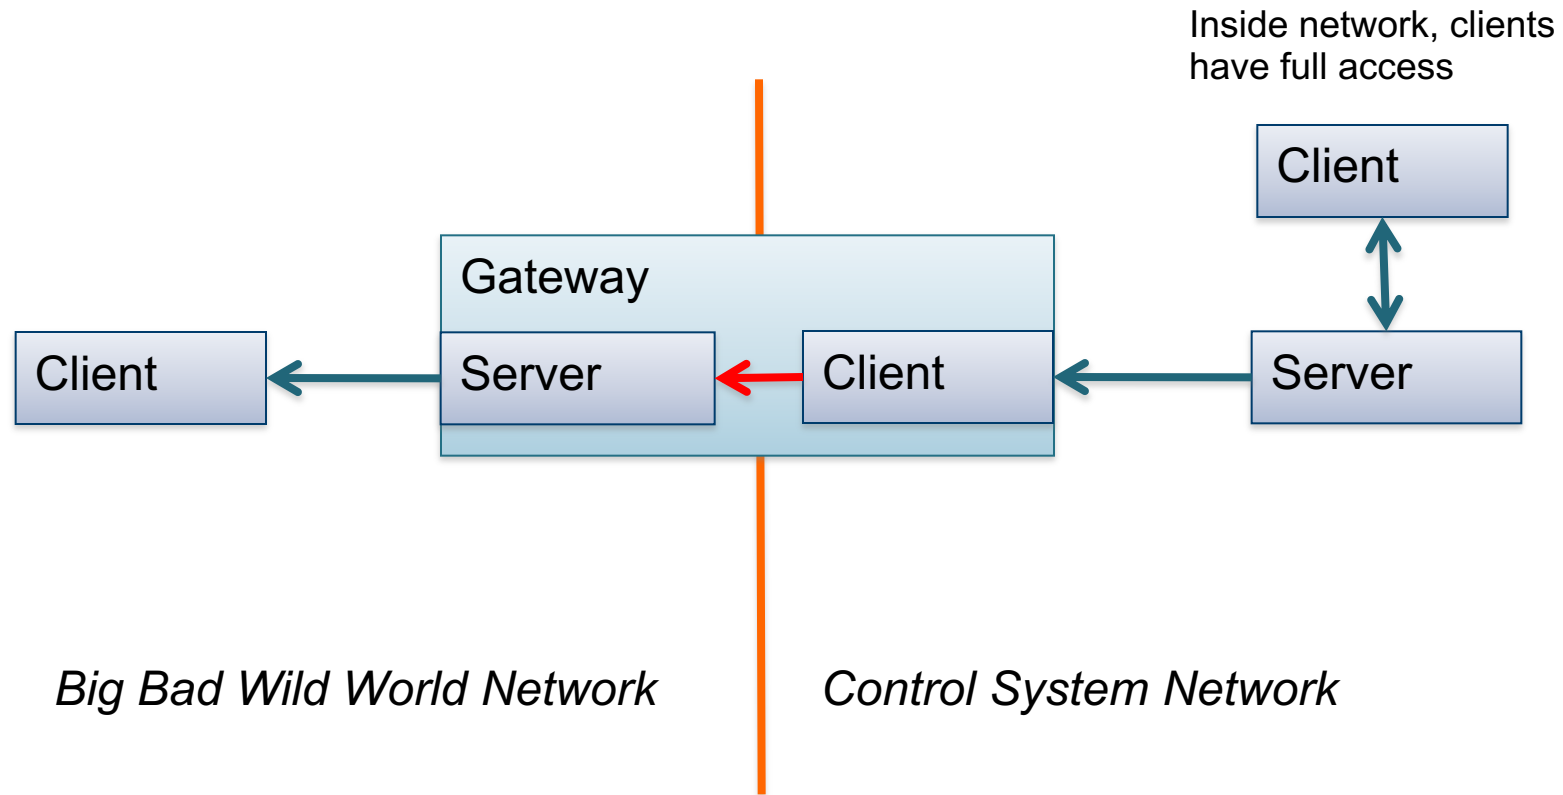 Inside network, clients
have full access
Client
Gateway
Client
Server
Client
Server
Big Bad Wild World Network
Control System Network